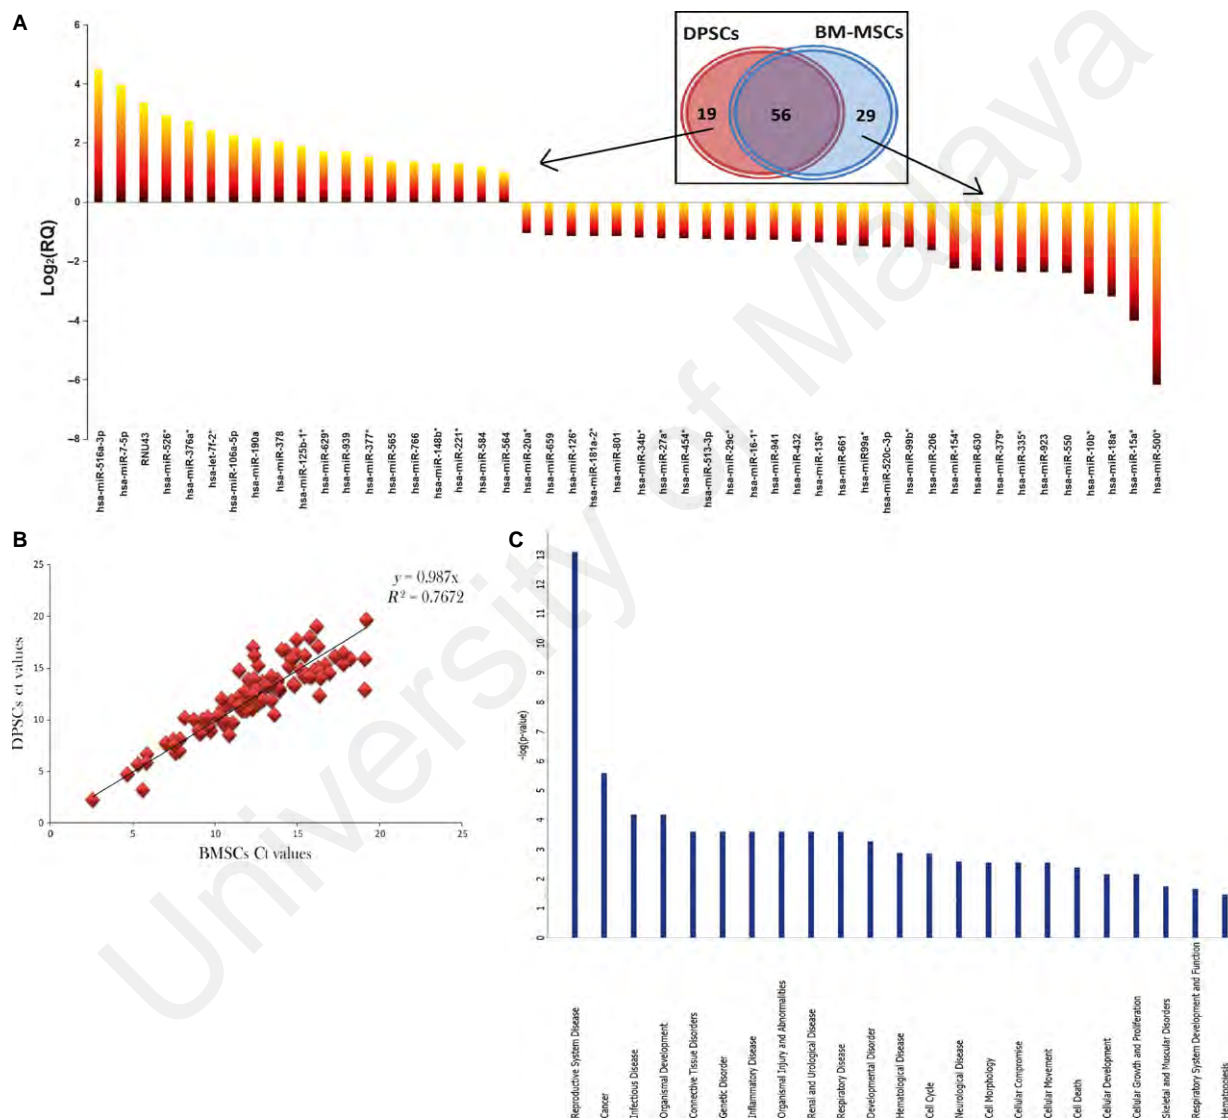 A
6
4
2
0
−2
−4
−6
−8
Log2(RQ)
DPSCs
BM-MSCs
19
56
29
hsa-miR-516a-3p
hsa-miR-7-5p
RNU43
hsa-miR-526*
hsa-miR-376a*
hsa-let-7f-2*
hsa-miR-106a-5p
hsa-miR-190a
hsa-miR-378
hsa-miR-125b-1*
hsa-miR-629*
hsa-miR-939
hsa-miR-377*
hsa-miR-565
hsa-miR-766
hsa-miR-148b*
hsa-miR-221*
hsa-miR-584
hsa-miR-564
hsa-miR-20a*
hsa-miR-659
hsa-miR-126*
hsa-miR-181a-2*
hsa-miR-801
hsa-miR-34b*
hsa-miR-27a*
hsa-miR-454*
hsa-miR-513-3p
hsa-miR-29c*
hsa-miR-16-1*
hsa-miR-941
hsa-miR-432
hsa-miR-136*
hsa-miR-661
hsa-miR99a*
hsa-miR-520c-3p
hsa-miR-99b*
hsa-miR-206
hsa-miR-154*
hsa-miR-630
hsa-miR-379*
hsa-miR-335*
hsa-miR-923
hsa-miR-550
hsa-miR-10b*
hsa-miR-18a*
hsa-miR-15a*
hsa-miR-500*
B
25
20
15
10
5
0
DPSCs ct values
y = 0.987x
R² = 0.7672
0 5 10 15 20 25
BMSCs Ct values
C
13
12
11
10
9
8
7
6
5
4
3
2
1
0
-log(p-value)
Reproductive System Disease
Cancer
Infectious Disease
Organismal Development
Connective Tissue Disorders
Genetic Disorder
Inflammatory Disease
Organismal Injury and Abnormalities
Renal and Urological Disease
Respiratory Disease
Developmental Disorder
Hematological Disease
Cell Cycle
Neurological Disease
Cell Morphology
Cellular Compromise
Cellular Movement
Cell Death
Cellular Development
Cellular Growth and Proliferation
Skeletal and Muscular Disorders
Respiratory System Development and Function
Hematopoiesis
University of Malaya